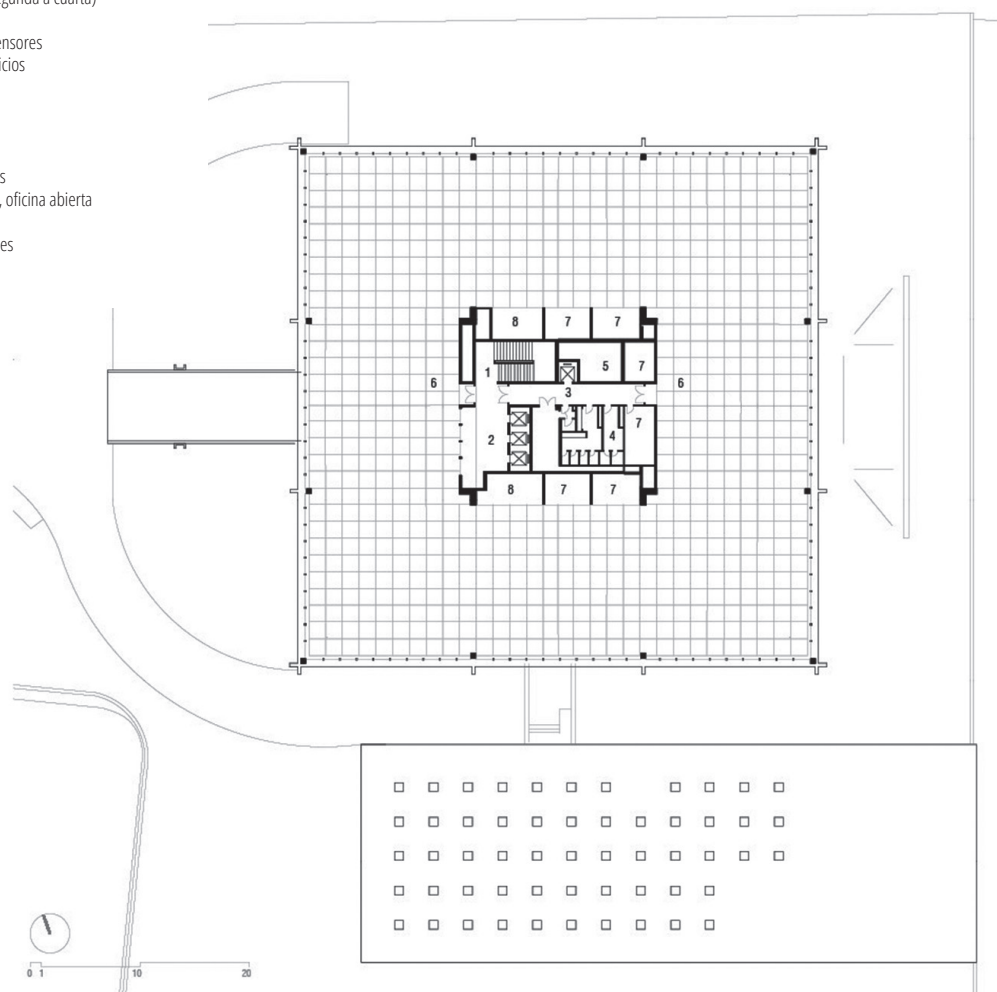 gunda a cuarta)
ensores
icios
s
, oficina abierta
es
8 7 7
1 5 7
6 3 6
7
2 4
8 7 7
0 1 10 20